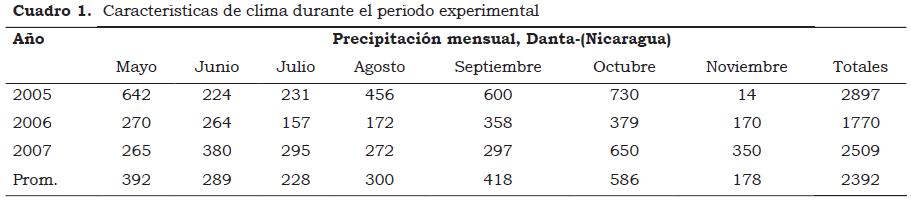 Cuadro 1. Caracteristicas de clima durante el periodo experimental
Año Precipitación mensual, Danta-(Nicaragua)
Mayo Junio Julio Agosto Septiembre Octubre Noviembre Totales
2005 642 224 231 456 600 730 14 2897
2006 270 264 157 172 358 379 170 1770
2007 265 380 295 272 297 650 350 2509
Prom. 392 289 228 300 418 586 178 2392